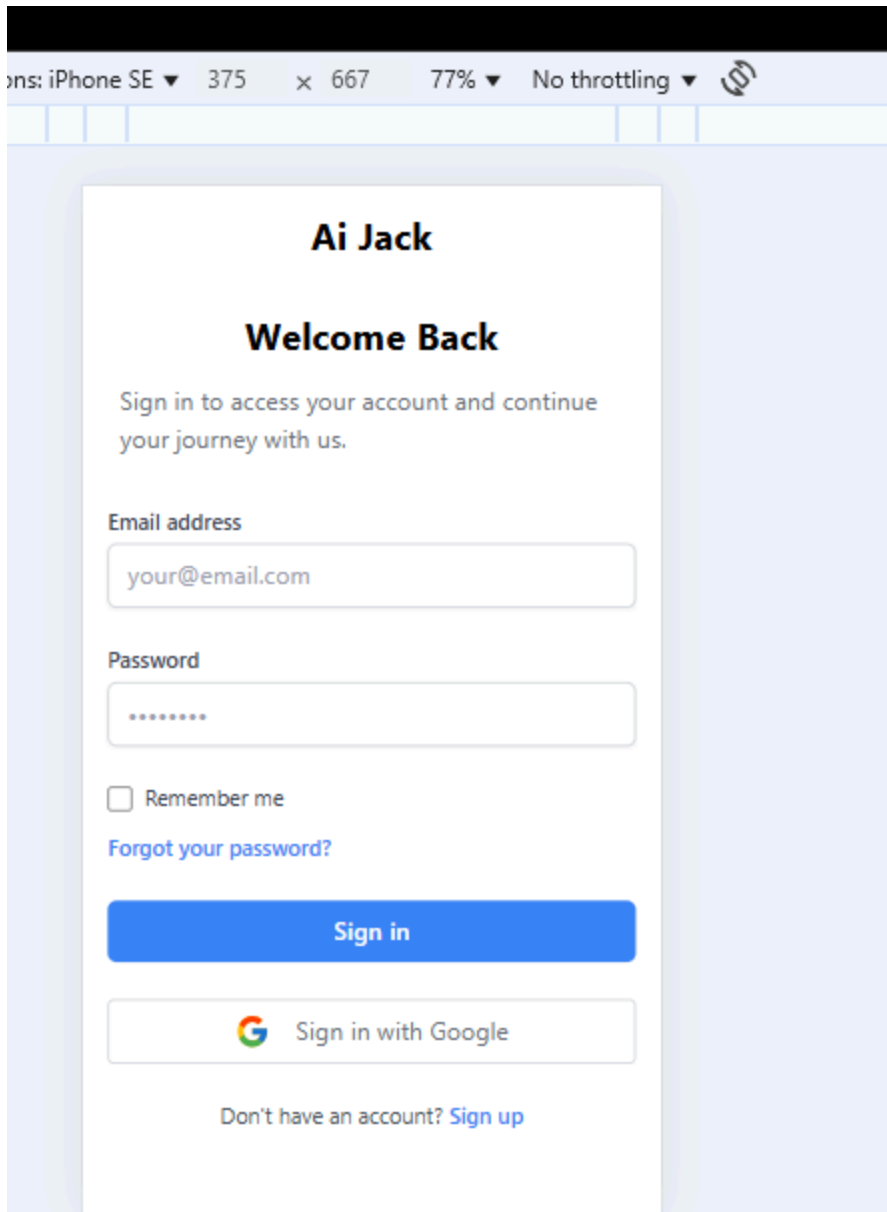 ons: iPhone SE ▼ 375 × 667 77% ▼ No throttling ▼
Ai Jack
Welcome Back
Sign in to access your account and continue
your journey with us.
Email address
your@email.com
Password
••••••••
Remember me
Forgot your password?
Sign in
Sign in with Google
Don't have an account? Sign up